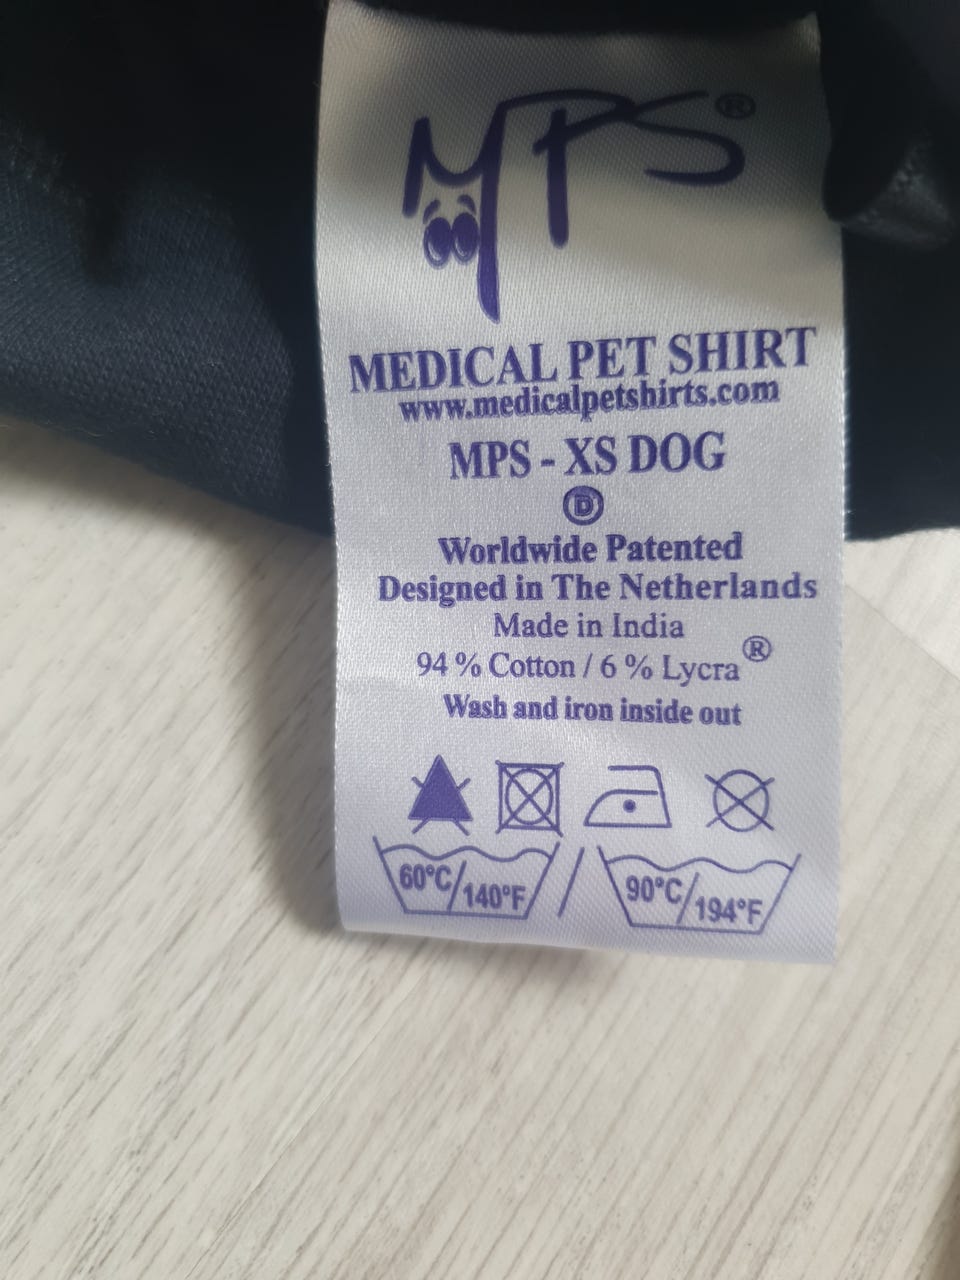 MPS®
MEDICAL PET SHIRT
www.medicalpetshirts.com
MPS - XS DOG
Ⓓ
Worldwide Patented
Designed in The Netherlands
Made in India
94 % Cotton / 6 % Lycra®
Wash and iron inside out
60°C/140°F / 90°C/194°F